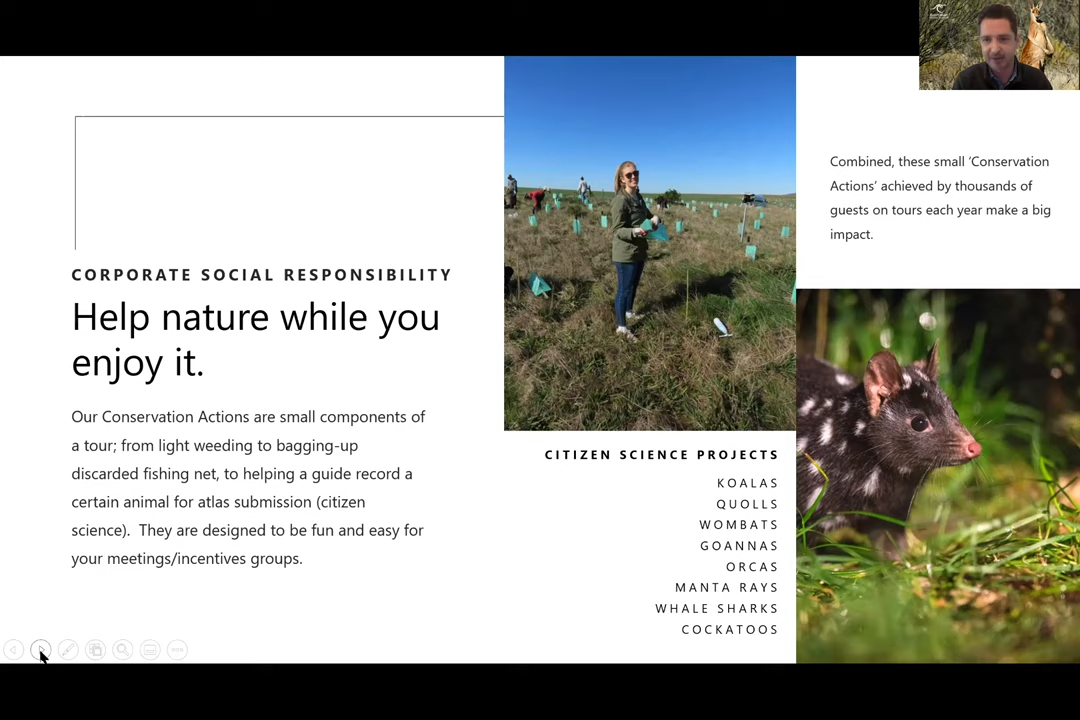 CORPORATE SOCIAL RESPONSIBILITY
Help nature while you
enjoy it.
Our Conservation Actions are small components of
a tour; from light weeding to bagging-up
discarded fishing net, to helping a guide record a
certain animal for atlas submission (citizen
science).  They are designed to be fun and easy for
your meetings/incentives groups.
CITIZEN SCIENCE PROJECTS
KOALAS
QUOLLS
WOMBATS
GOANNAS
ORCAS
MANTA RAYS
WHALE SHARKS
COCKATOOS
Combined, these small ‘Conservation
Actions’ achieved by thousands of
guests on tours each year make a big
impact.